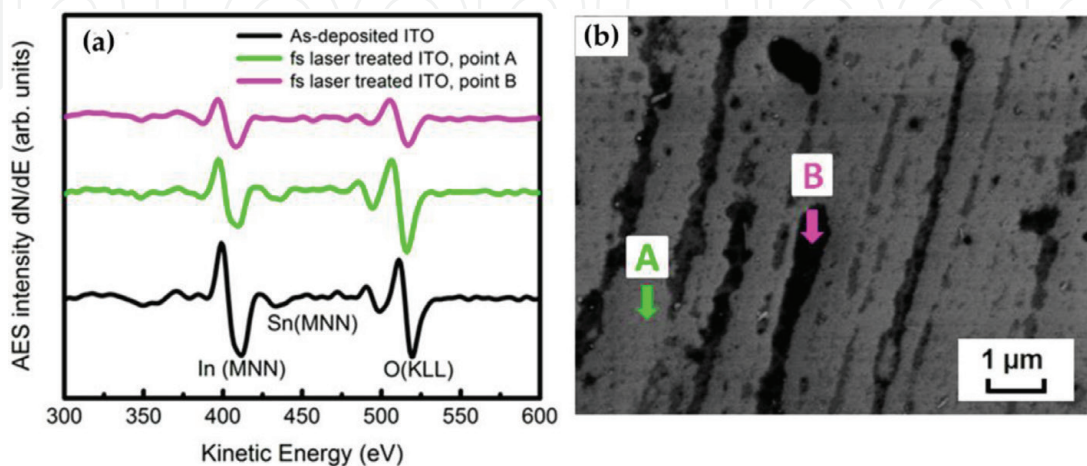 (a)
As-deposited ITO
fs laser treated ITO, point A
fs laser treated ITO, point B
AES intensity dN/dE (arb. units)
Sn(MNN)
In (MNN)
O(KLL)
300 350 400 450 500 550 600
Kinetic Energy (eV)
(b)
B
A
1 µm